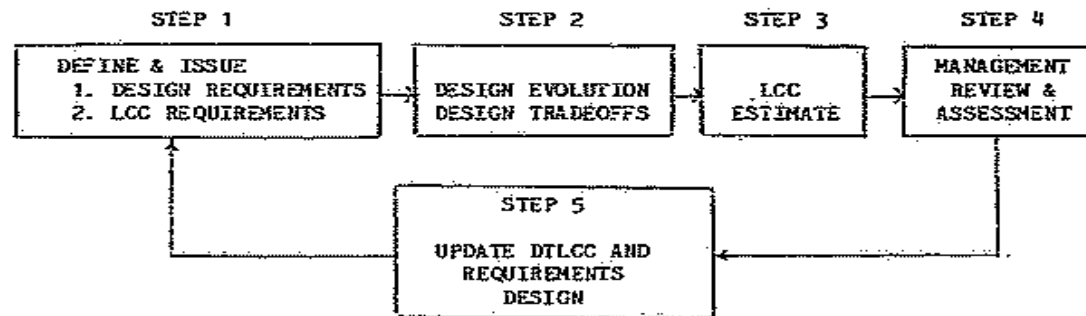 STEP 1
DEFINE & ISSUE
1. DESIGN REQUIREMENTS
2. LCC REQUIREMENTS
STEP 2
DESIGN EVOLUTION
DESIGN TRADEOFFS
STEP 3
LCC
ESTIMATE
STEP 4
MANAGEMENT
REVIEW &
ASSESSMENT
STEP 5
UPDATE DTLCC AND
REQUIREMENTS
DESIGN